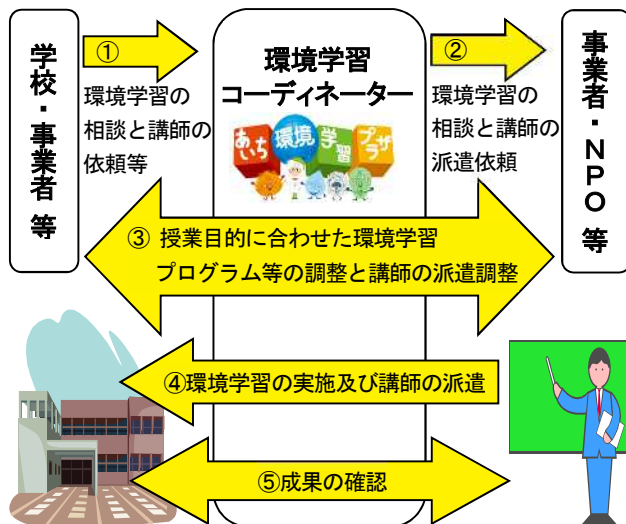 学校・事業者 等
①
環境学習の
相談と講師の
依頼等
環境学習
コーディネーター
あいち環境学習プラザ
②
環境学習の
相談と講師の
派遣依頼
事業者・NPO 等
③ 授業目的に合わせた環境学習
プログラム等の調整と講師の派遣調整
④環境学習の実施及び講師の派遣
⑤成果の確認